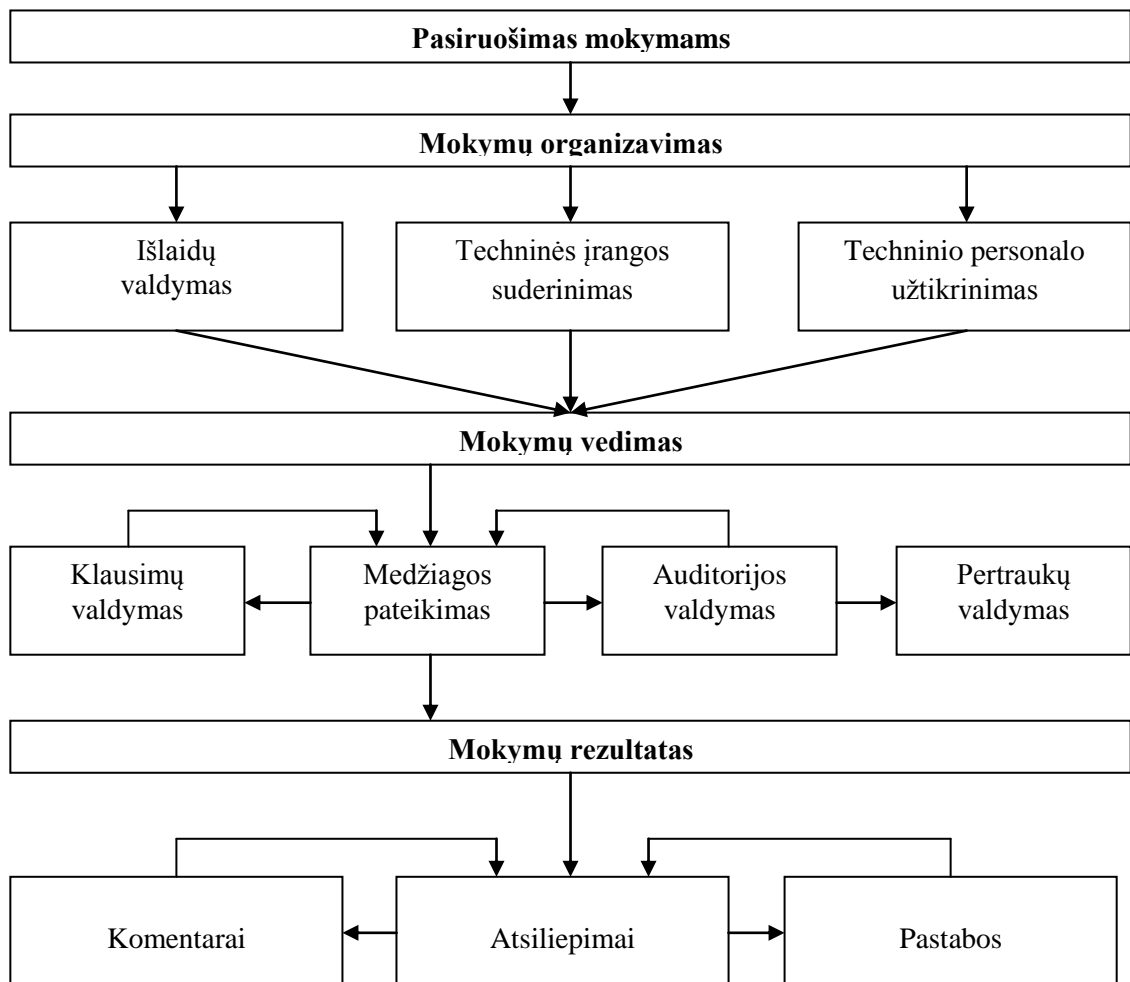 Pasiruošimas mokymams
Mokymų organizavimas
Išlaidų
valdymas
Techninės įrangos
suderinimas
Techninio personalo
užtikrinimas
Mokymų vedimas
Klausimų
valdymas
Medžiagos
pateikimas
Auditorijos
valdymas
Pertraukų
valdymas
Mokymų rezultatas
Komentarai
Atsiliepimai
Pastabos